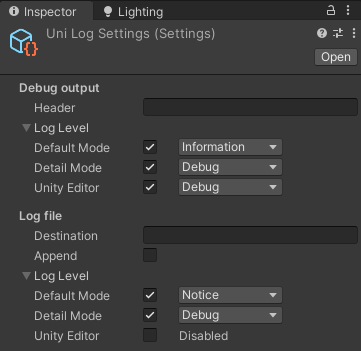 Inspector Lighting
Uni Log Settings (Settings)
Open
Debug output
Header
Log Level
Default Mode Information
Detail Mode Debug
Unity Editor Debug
Log file
Destination
Append
Log Level
Default Mode Notice
Detail Mode Debug
Unity Editor Disabled